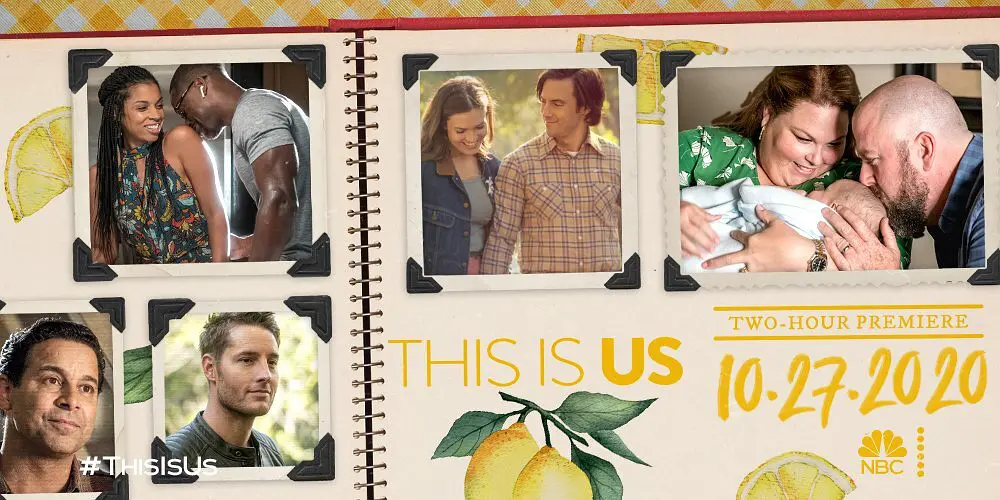 THIS IS US
TWO-HOUR PREMIERE
10.27.2020
NBC
#THISISUS